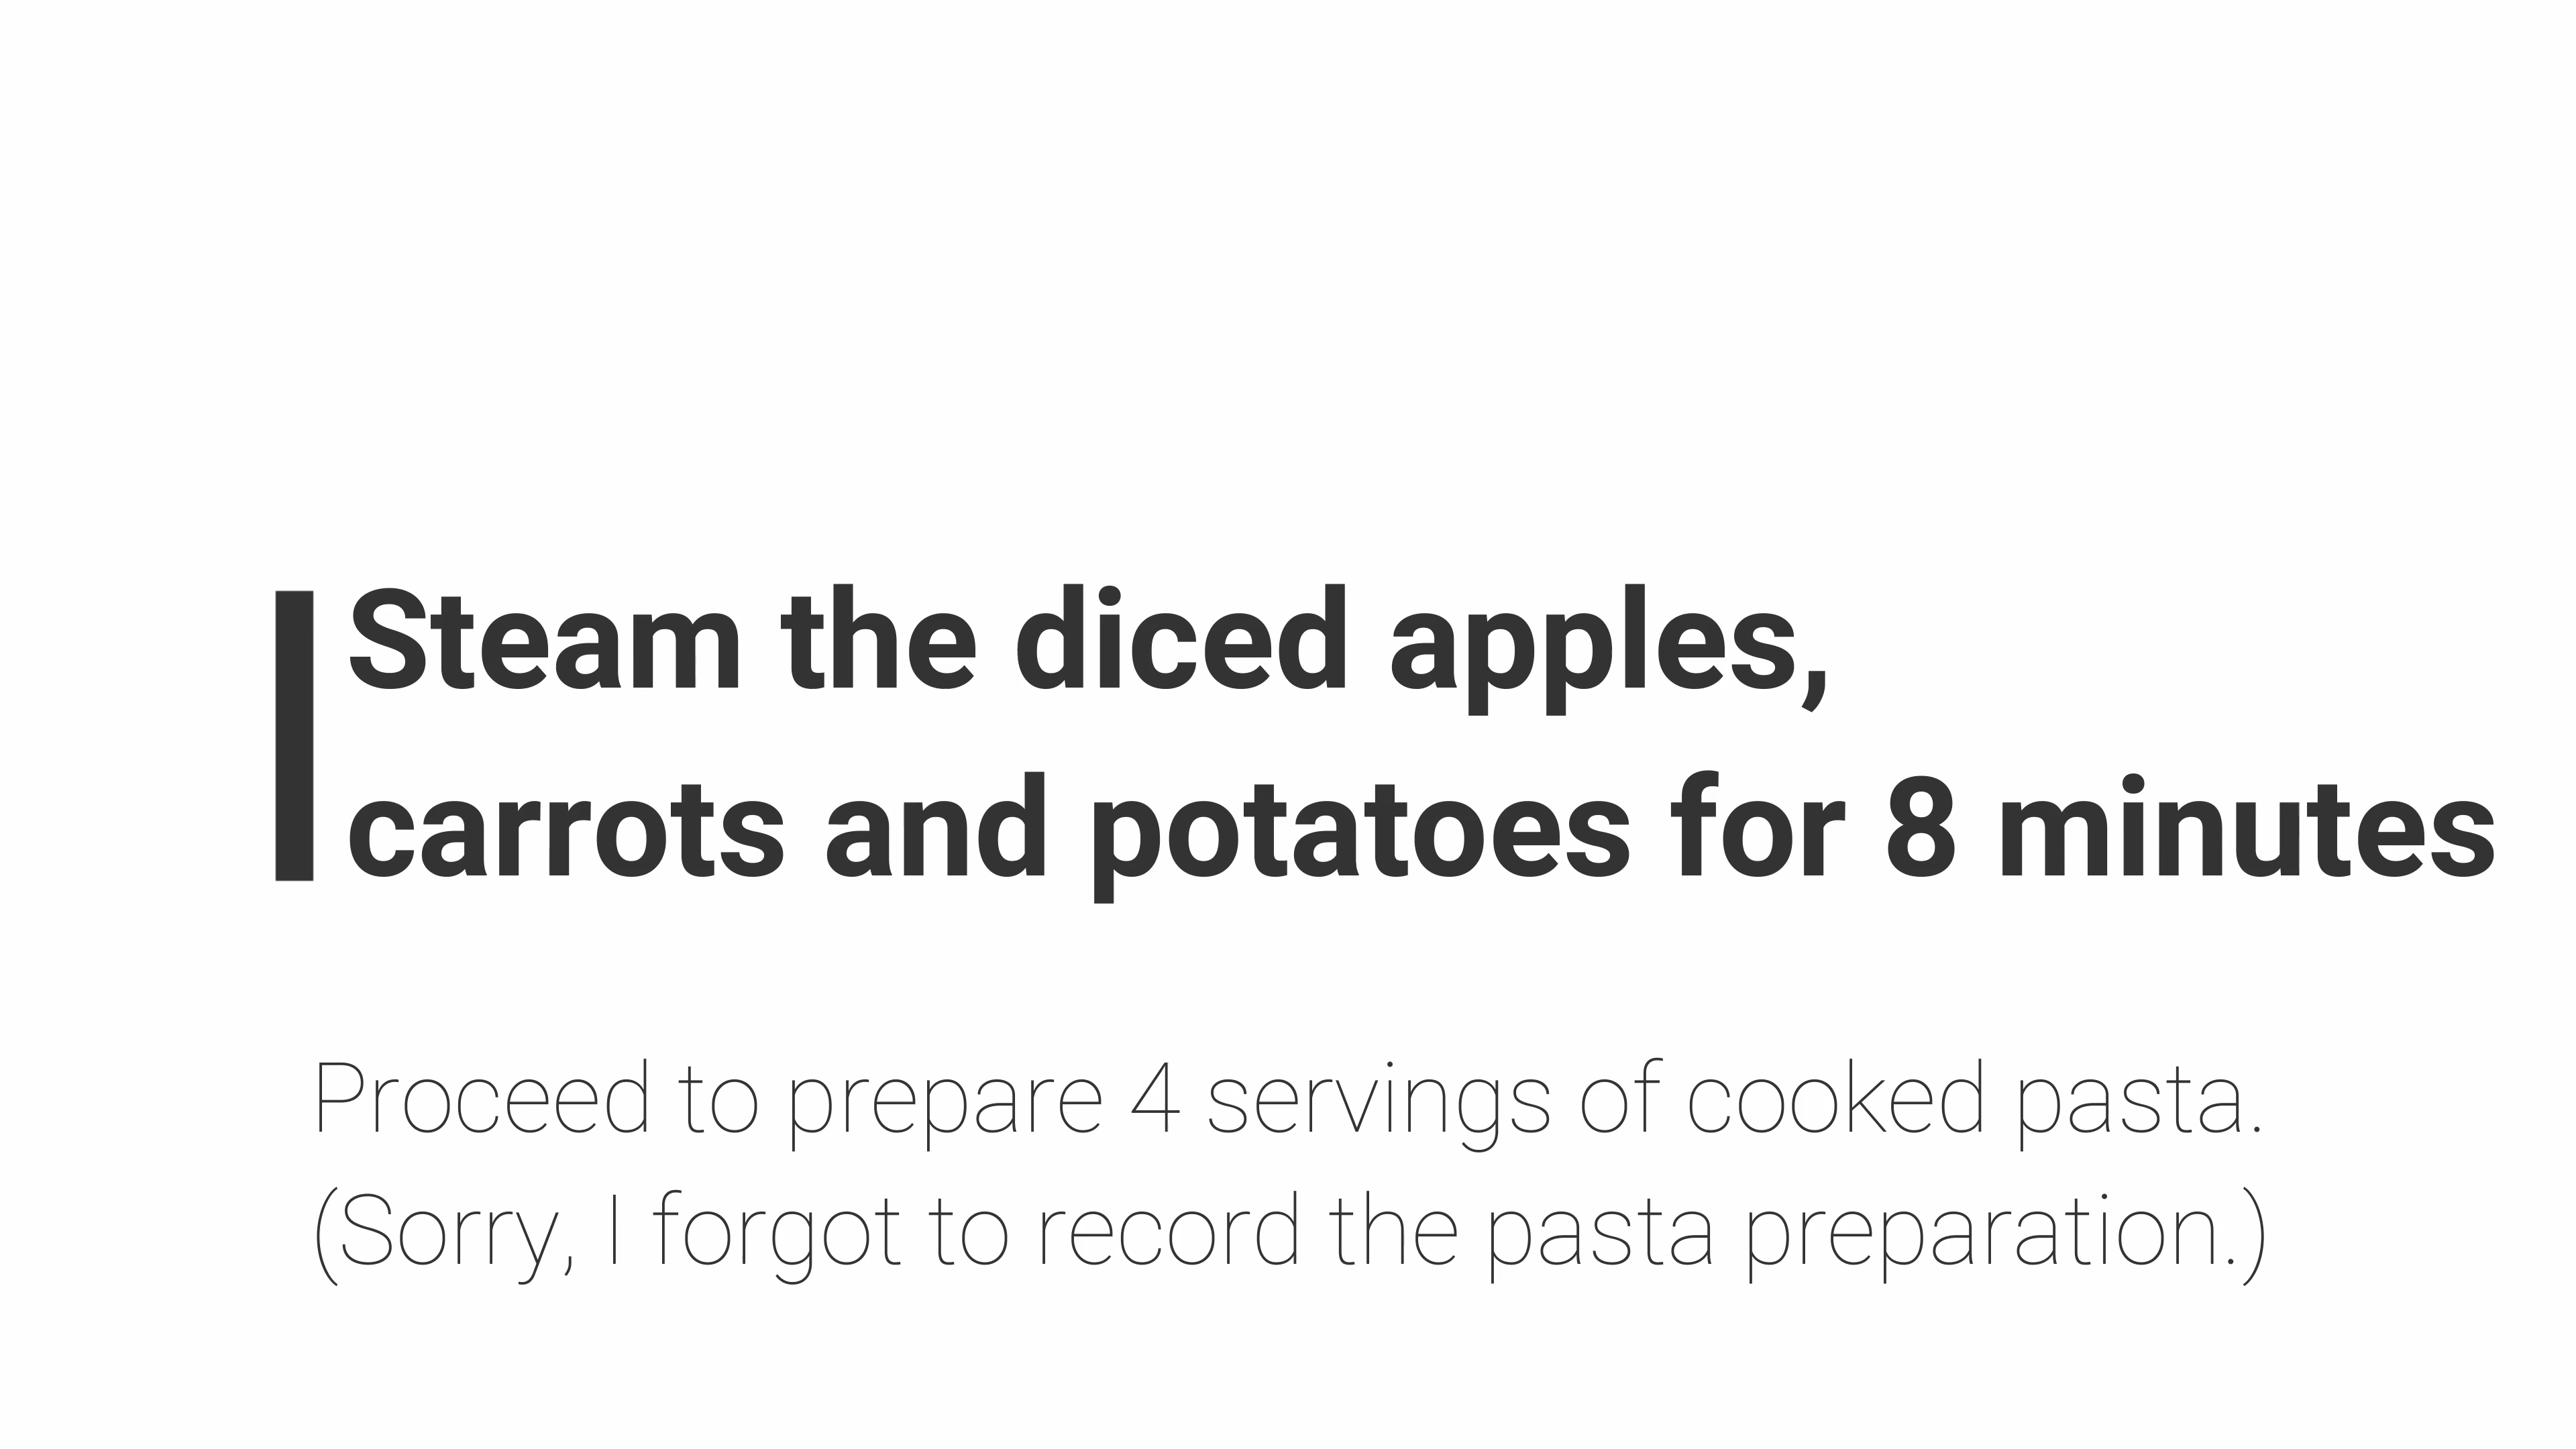 Steam the diced apples,
carrots and potatoes for 8 minutes
Proceed to prepare 4 servings of cooked pasta.
(Sorry, I forgot to record the pasta preparation.)